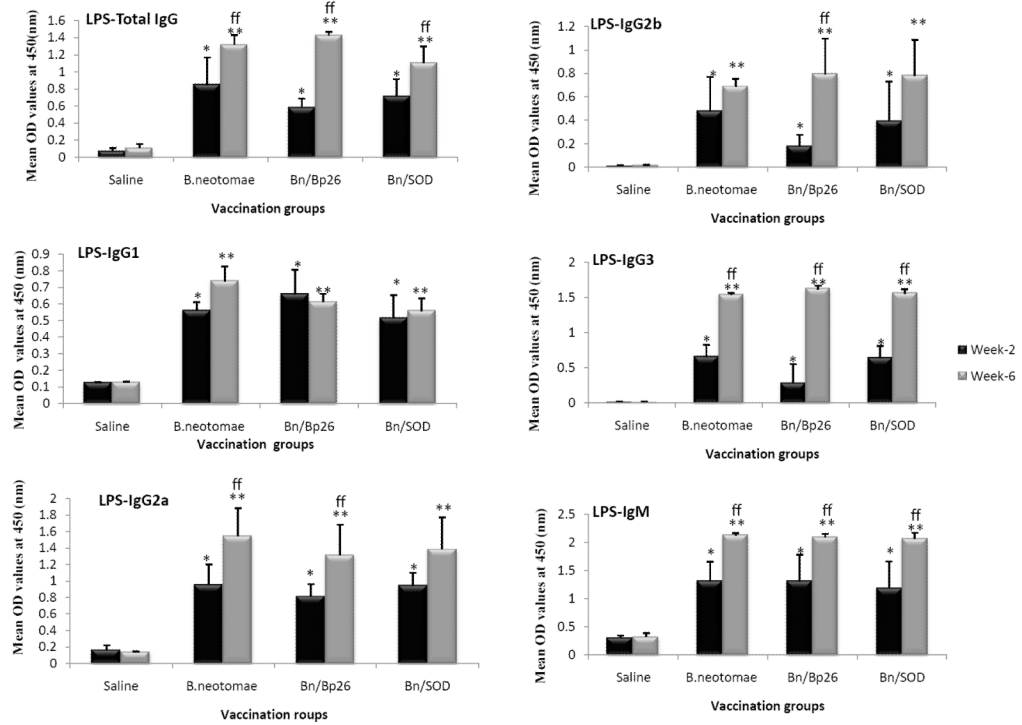 LPS-Total IgG
Mean OD values at 450(nm)
1.6
1.4
1.2
1
0.8
0.6
0.4
0.2
0
*
ff
**
*
ff
**
*
ff
**
Saline B.neotomae Bn/Bp26 Bn/SOD
Vaccination groups
LPS-IgG2b
Mean OD values at 450 (nm)
1.2
1
0.8
0.6
0.4
0.2
0
*
**
*
ff
**
*
**
Saline B.neotomae Bn/Bp26 Bn/SOD
Vaccination groups
LPS-IgG1
Mean OD values at 450 (nm)
0.9
0.8
0.7
0.6
0.5
0.4
0.3
0.2
0.1
0
*
**
*
**
*
**
Saline B.neotomae Bn/Bp26 Bn/SOD
Vaccination groups
LPS-IgG3
Mean OD values at 450 (nm)
2
1.5
1
0.5
0
*
ff
**
*
ff
**
*
ff
**
Saline B.neotomae Bn/Bp26 Bn/SOD
Vaccination groups
Week-2
Week-6
LPS-IgG2a
Mean OD values at 450 (nm)
2
1.8
1.6
1.4
1.2
1
0.8
0.6
0.4
0.2
0
*
ff
**
*
ff
**
*
**
Saline B.neotomae Bn/Bp26 Bn/SOD
Vaccination roups
LPS-IgM
Mean OD values at 450 (nm)
2.5
2
1.5
1
0.5
0
*
ff
**
*
ff
**
*
ff
**
Saline B.neotomae Bn/Bp26 Bn/SOD
Vaccination groups